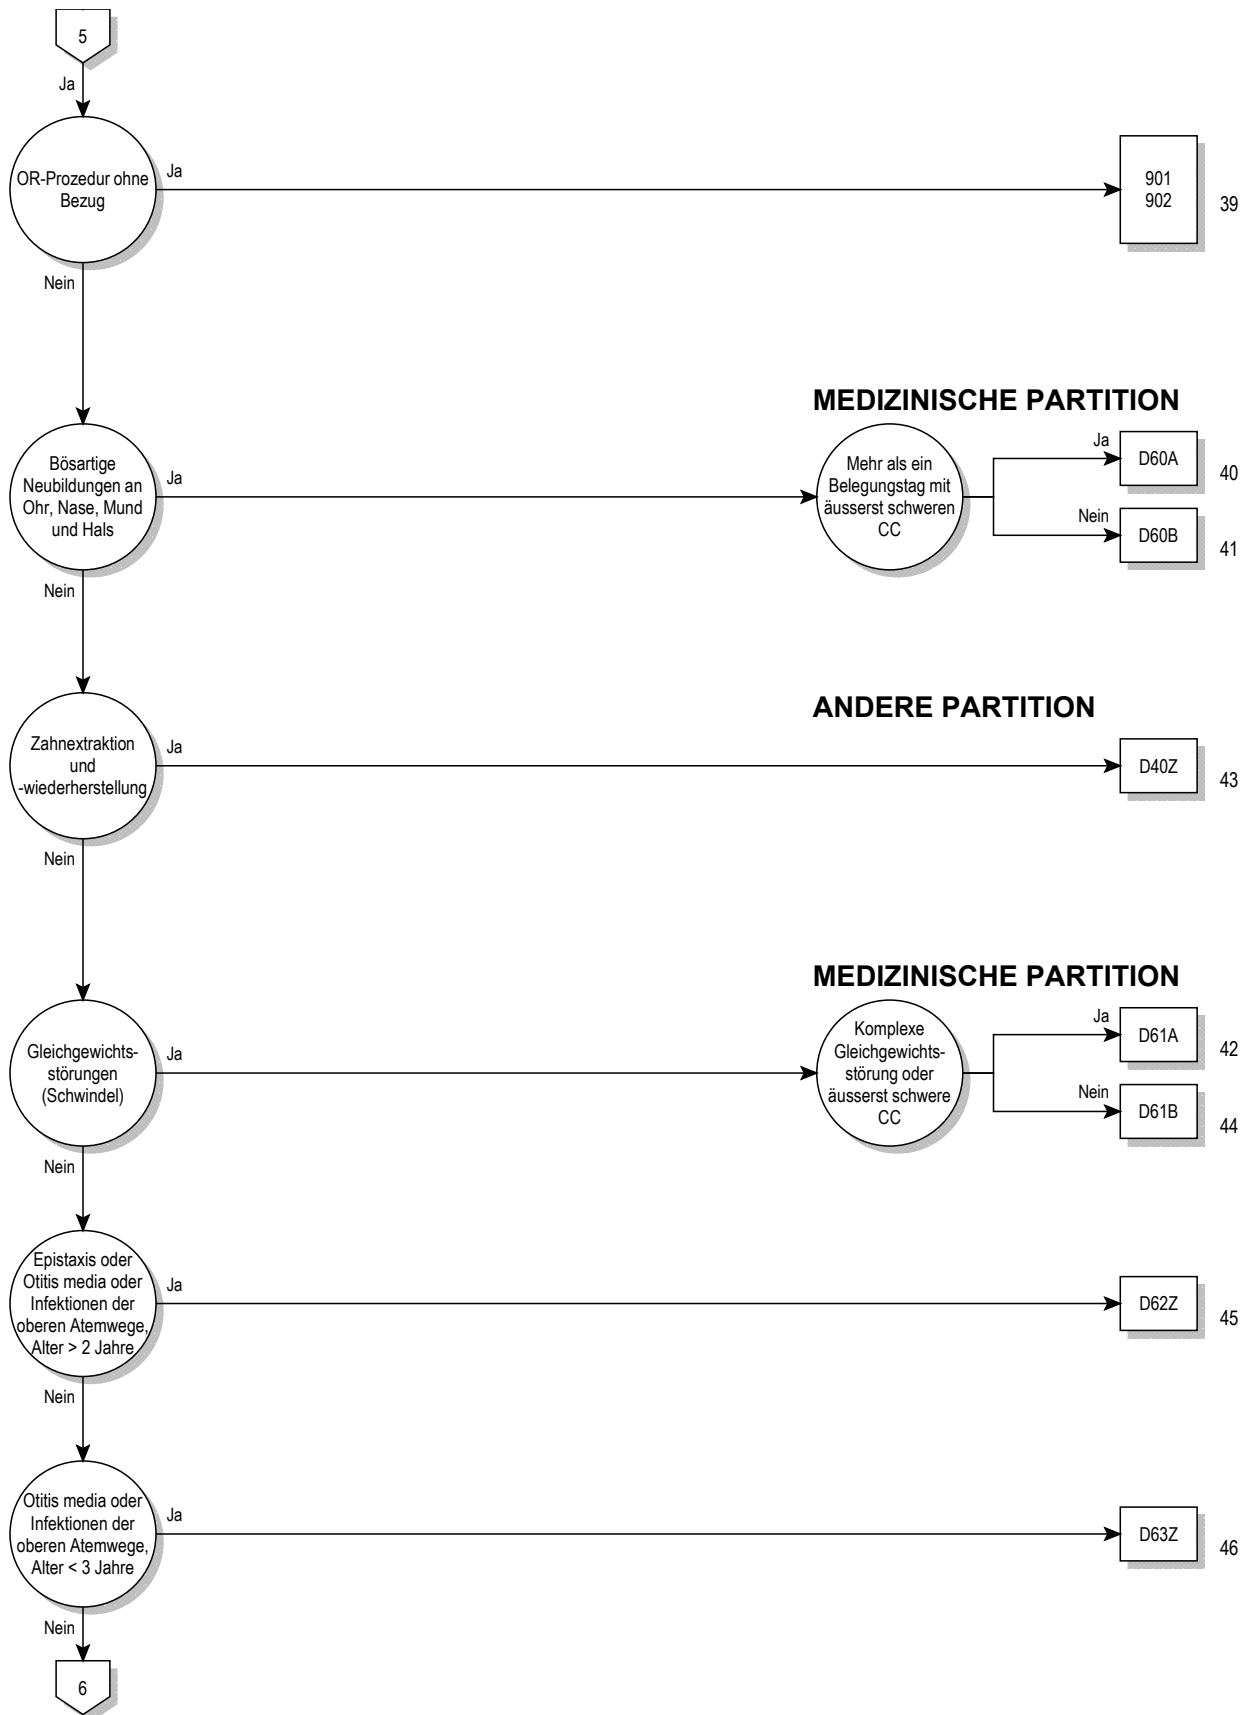 5
Ja
OR-Prozedur ohne
Bezug
Ja
901
902
39
Nein
MEDIZINISCHE PARTITION
Bösartige
Neubildungen an
Ohr, Nase, Mund
und Hals
Ja
Mehr als ein
Belegungstag mit
äusserst schweren
CC
Ja
D60A
40
Nein
D60B
41
Nein
ANDERE PARTITION
Zahnextraktion
und
-wiederherstellung
Ja
D40Z
43
Nein
MEDIZINISCHE PARTITION
Gleichgewichts-
störungen
(Schwindel)
Ja
Komplexe
Gleichgewichts-
störung oder
äusserst schwere
CC
Ja
D61A
42
Nein
D61B
44
Nein
Epistaxis oder
Otitis media oder
Infektionen der
oberen Atemwege,
Alter > 2 Jahre
Ja
D62Z
45
Nein
Otitis media oder
Infektionen der
oberen Atemwege,
Alter < 3 Jahre
Ja
D63Z
46
Nein
6